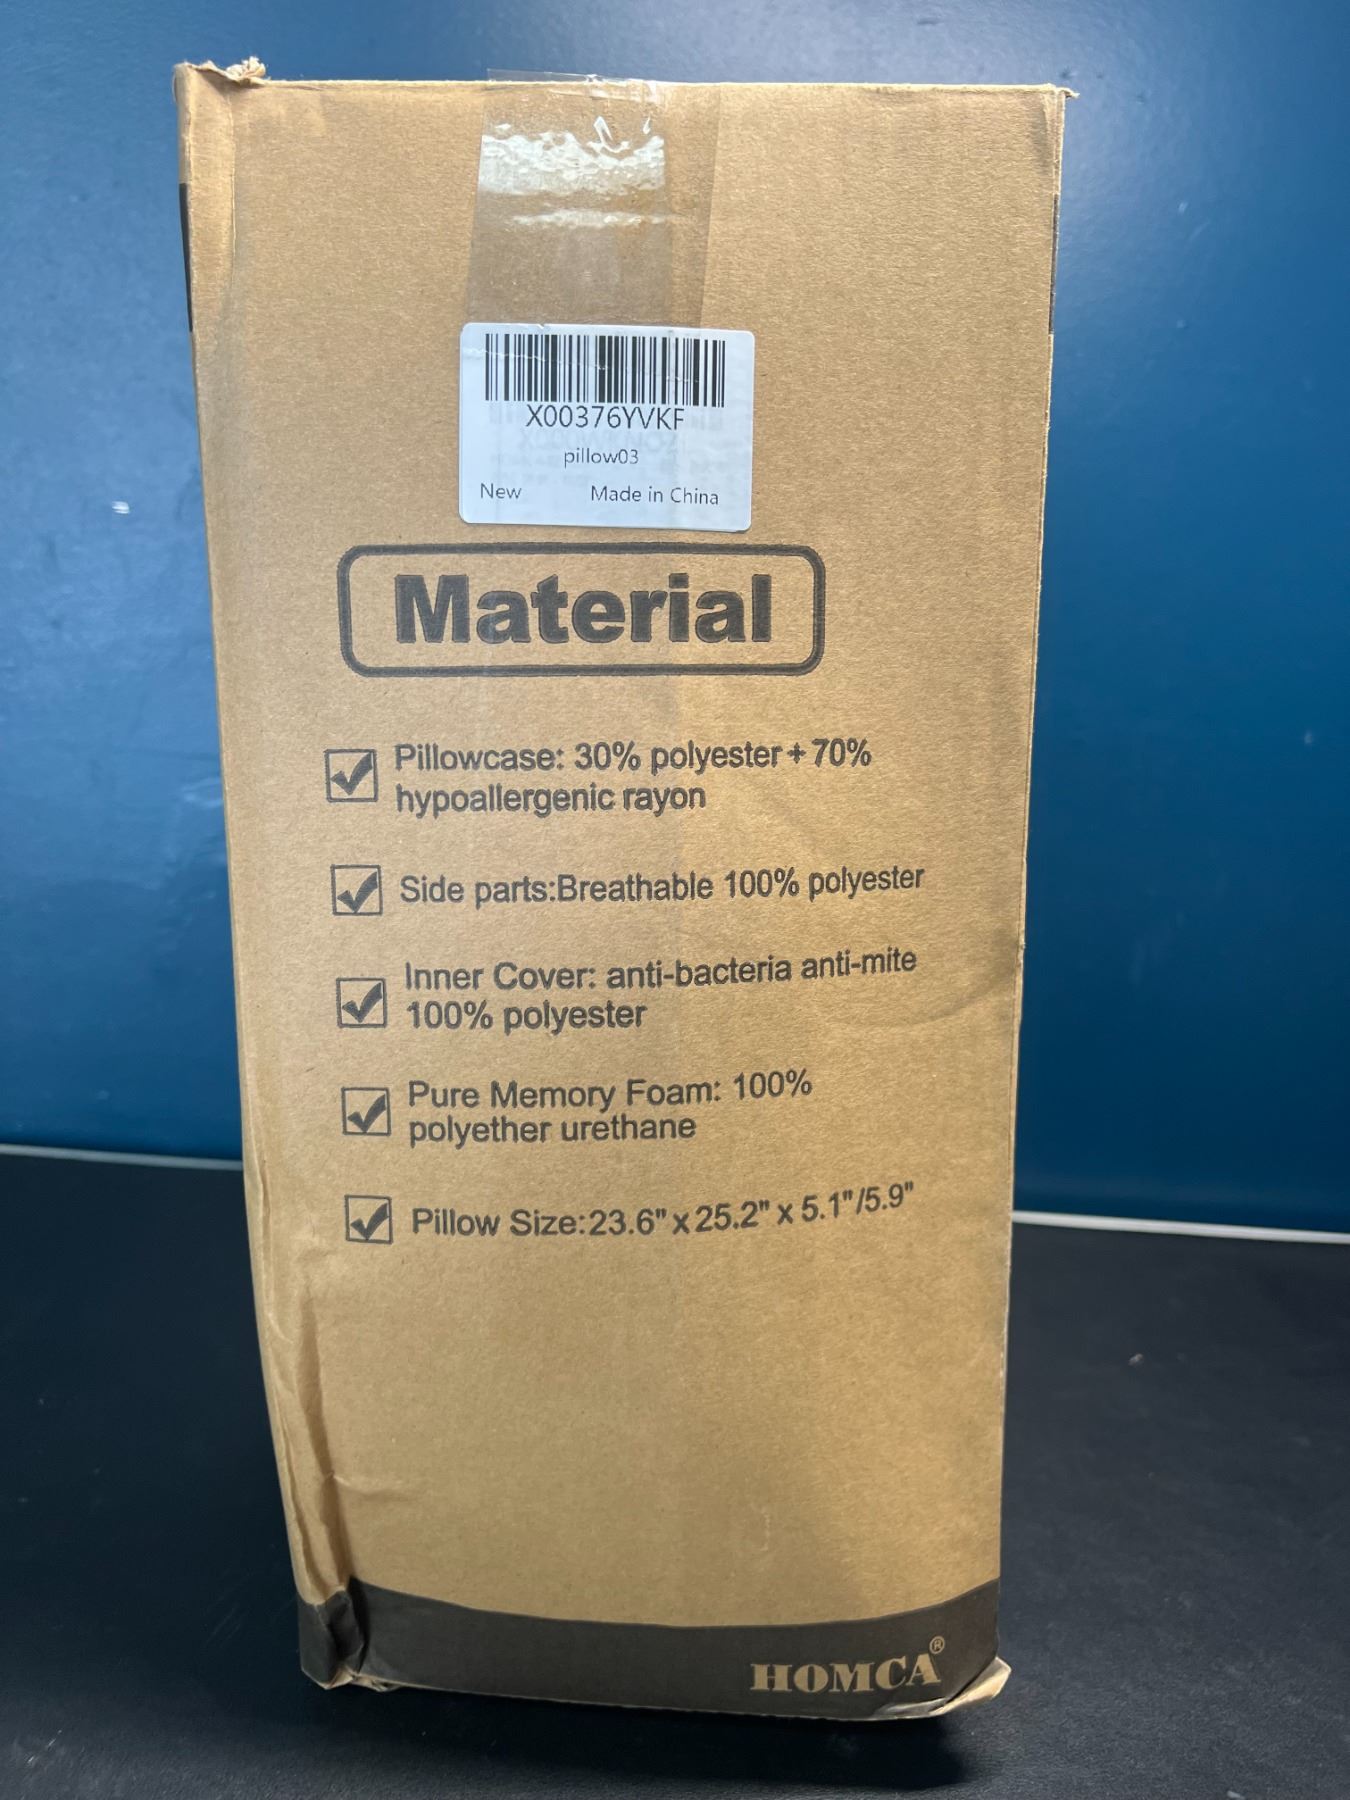 X00376YVKF
pillow03
New Made in China
Material
Pillowcase: 30% polyester + 70%
hypoallergenic rayon
Side parts:Breathable 100% polyester
Inner Cover: anti-bacteria anti-mite
100% polyester
Pure Memory Foam: 100%
polyether urethane
Pillow Size:23.6" x 25.2" x 5.1"/5.9"
HOMCA®